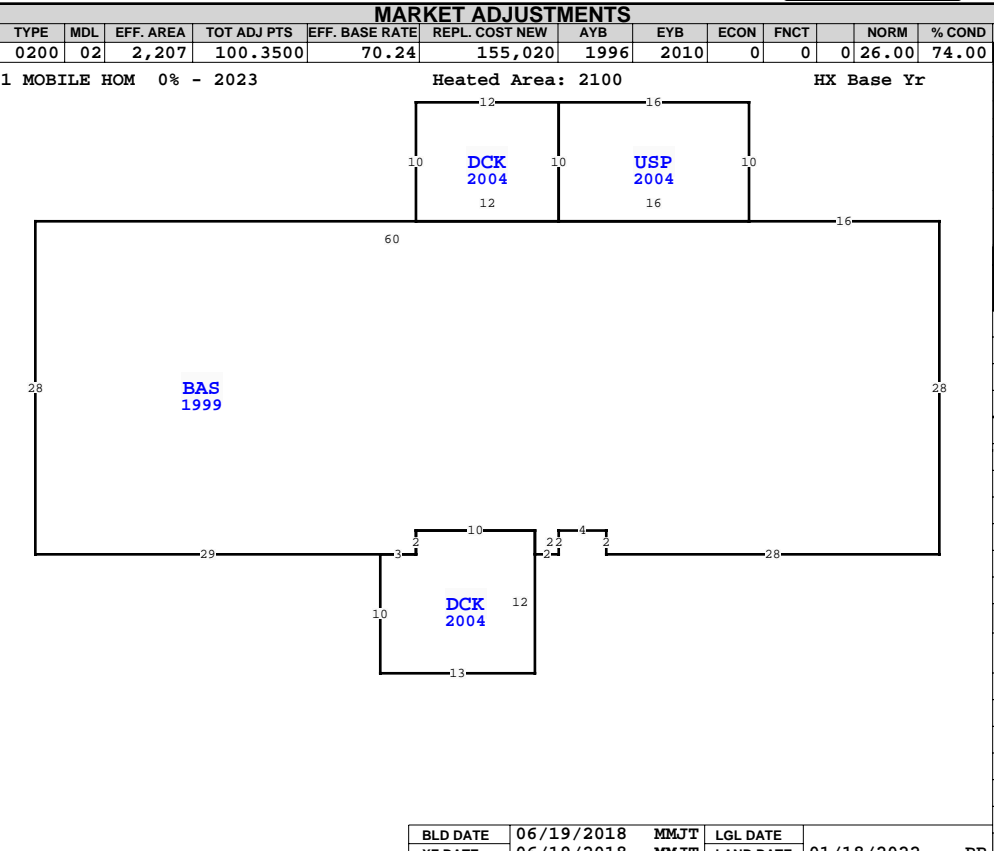 MARKET ADJUSTMENTS
TYPE MDL EFF. AREA TOT ADJ PTS EFF. BASE RATE REPL. COST NEW AYB EYB ECON FNCT NORM % COND
0200 02 2,207 100.3500 70.24 155,020 1996 2010 0 0 0 26.00 74.00
1 MOBILE HOM 0% - 2023 Heated Area: 2100 HX Base Yr
12 16
10 DCK 10 USP 10
2004 2004
12 16
16
60
28 BAS 28
1999
10 4
2 22 2
29 3 2 28
DCK 12
10 2004
13
BLD DATE 06/19/2018 MMJT LGL DATE